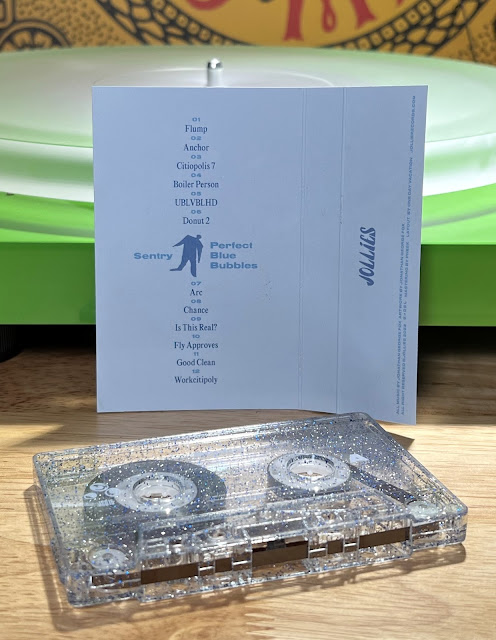 01
Flump
02
Anchor
03
Citiopolis 7
04
Boiler Person
05
UBLVBLHD
06
Donut 2
Sentry
Perfect
Blue
Bubbles
07
Arc
08
Chance
09
Is This Real?
10
Fly Approves
11
Good Clean
12
Workcitipoly
JOLLIES